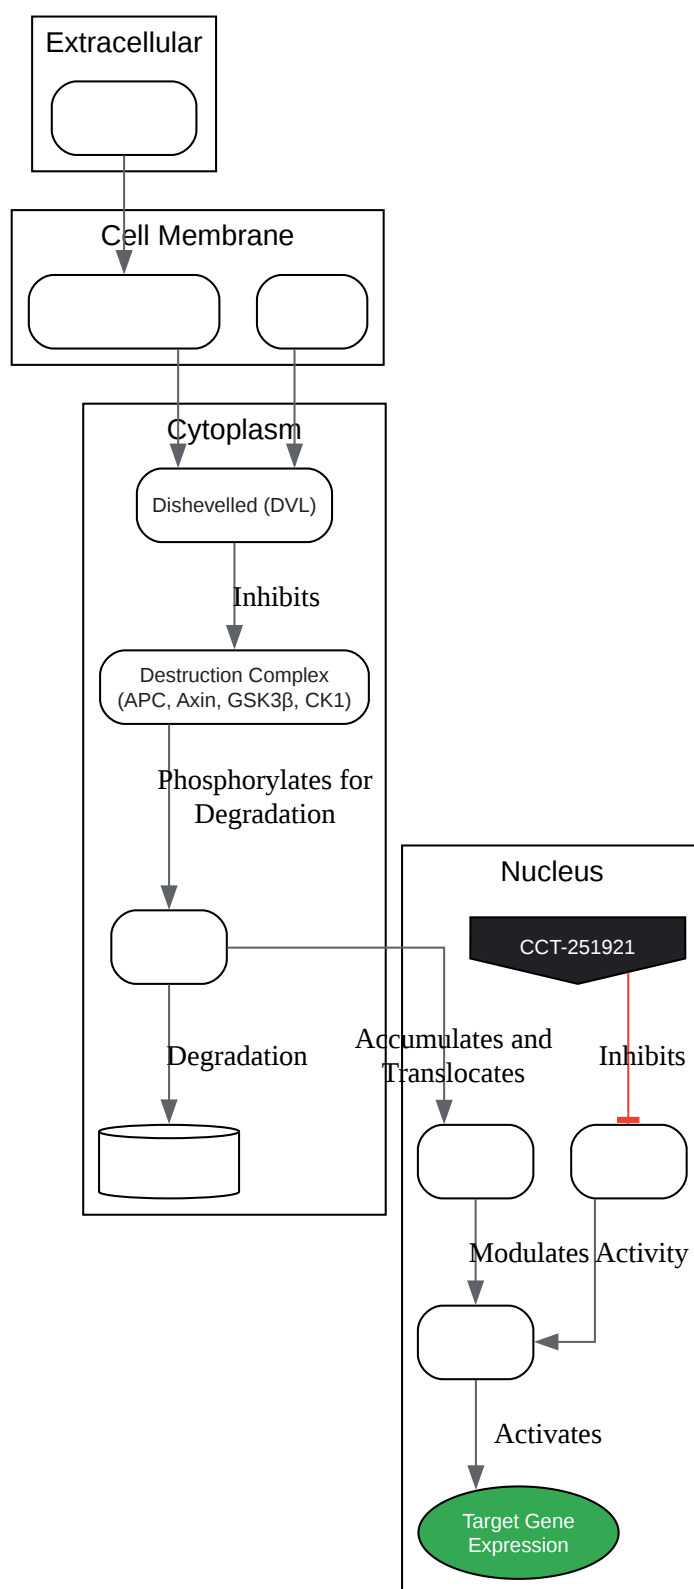 Extracellular
Cell Membrane
Cytoplasm
Dishevelled (DVL)
Inhibits
Destruction Complex
(APC, Axin, GSK3β, CK1)
Phosphorylates for
Degradation
Nucleus
CCT-251921
Accumulates and
Translocates
Inhibits
Degradation
Modulates Activity
Activates
Target Gene
Expression